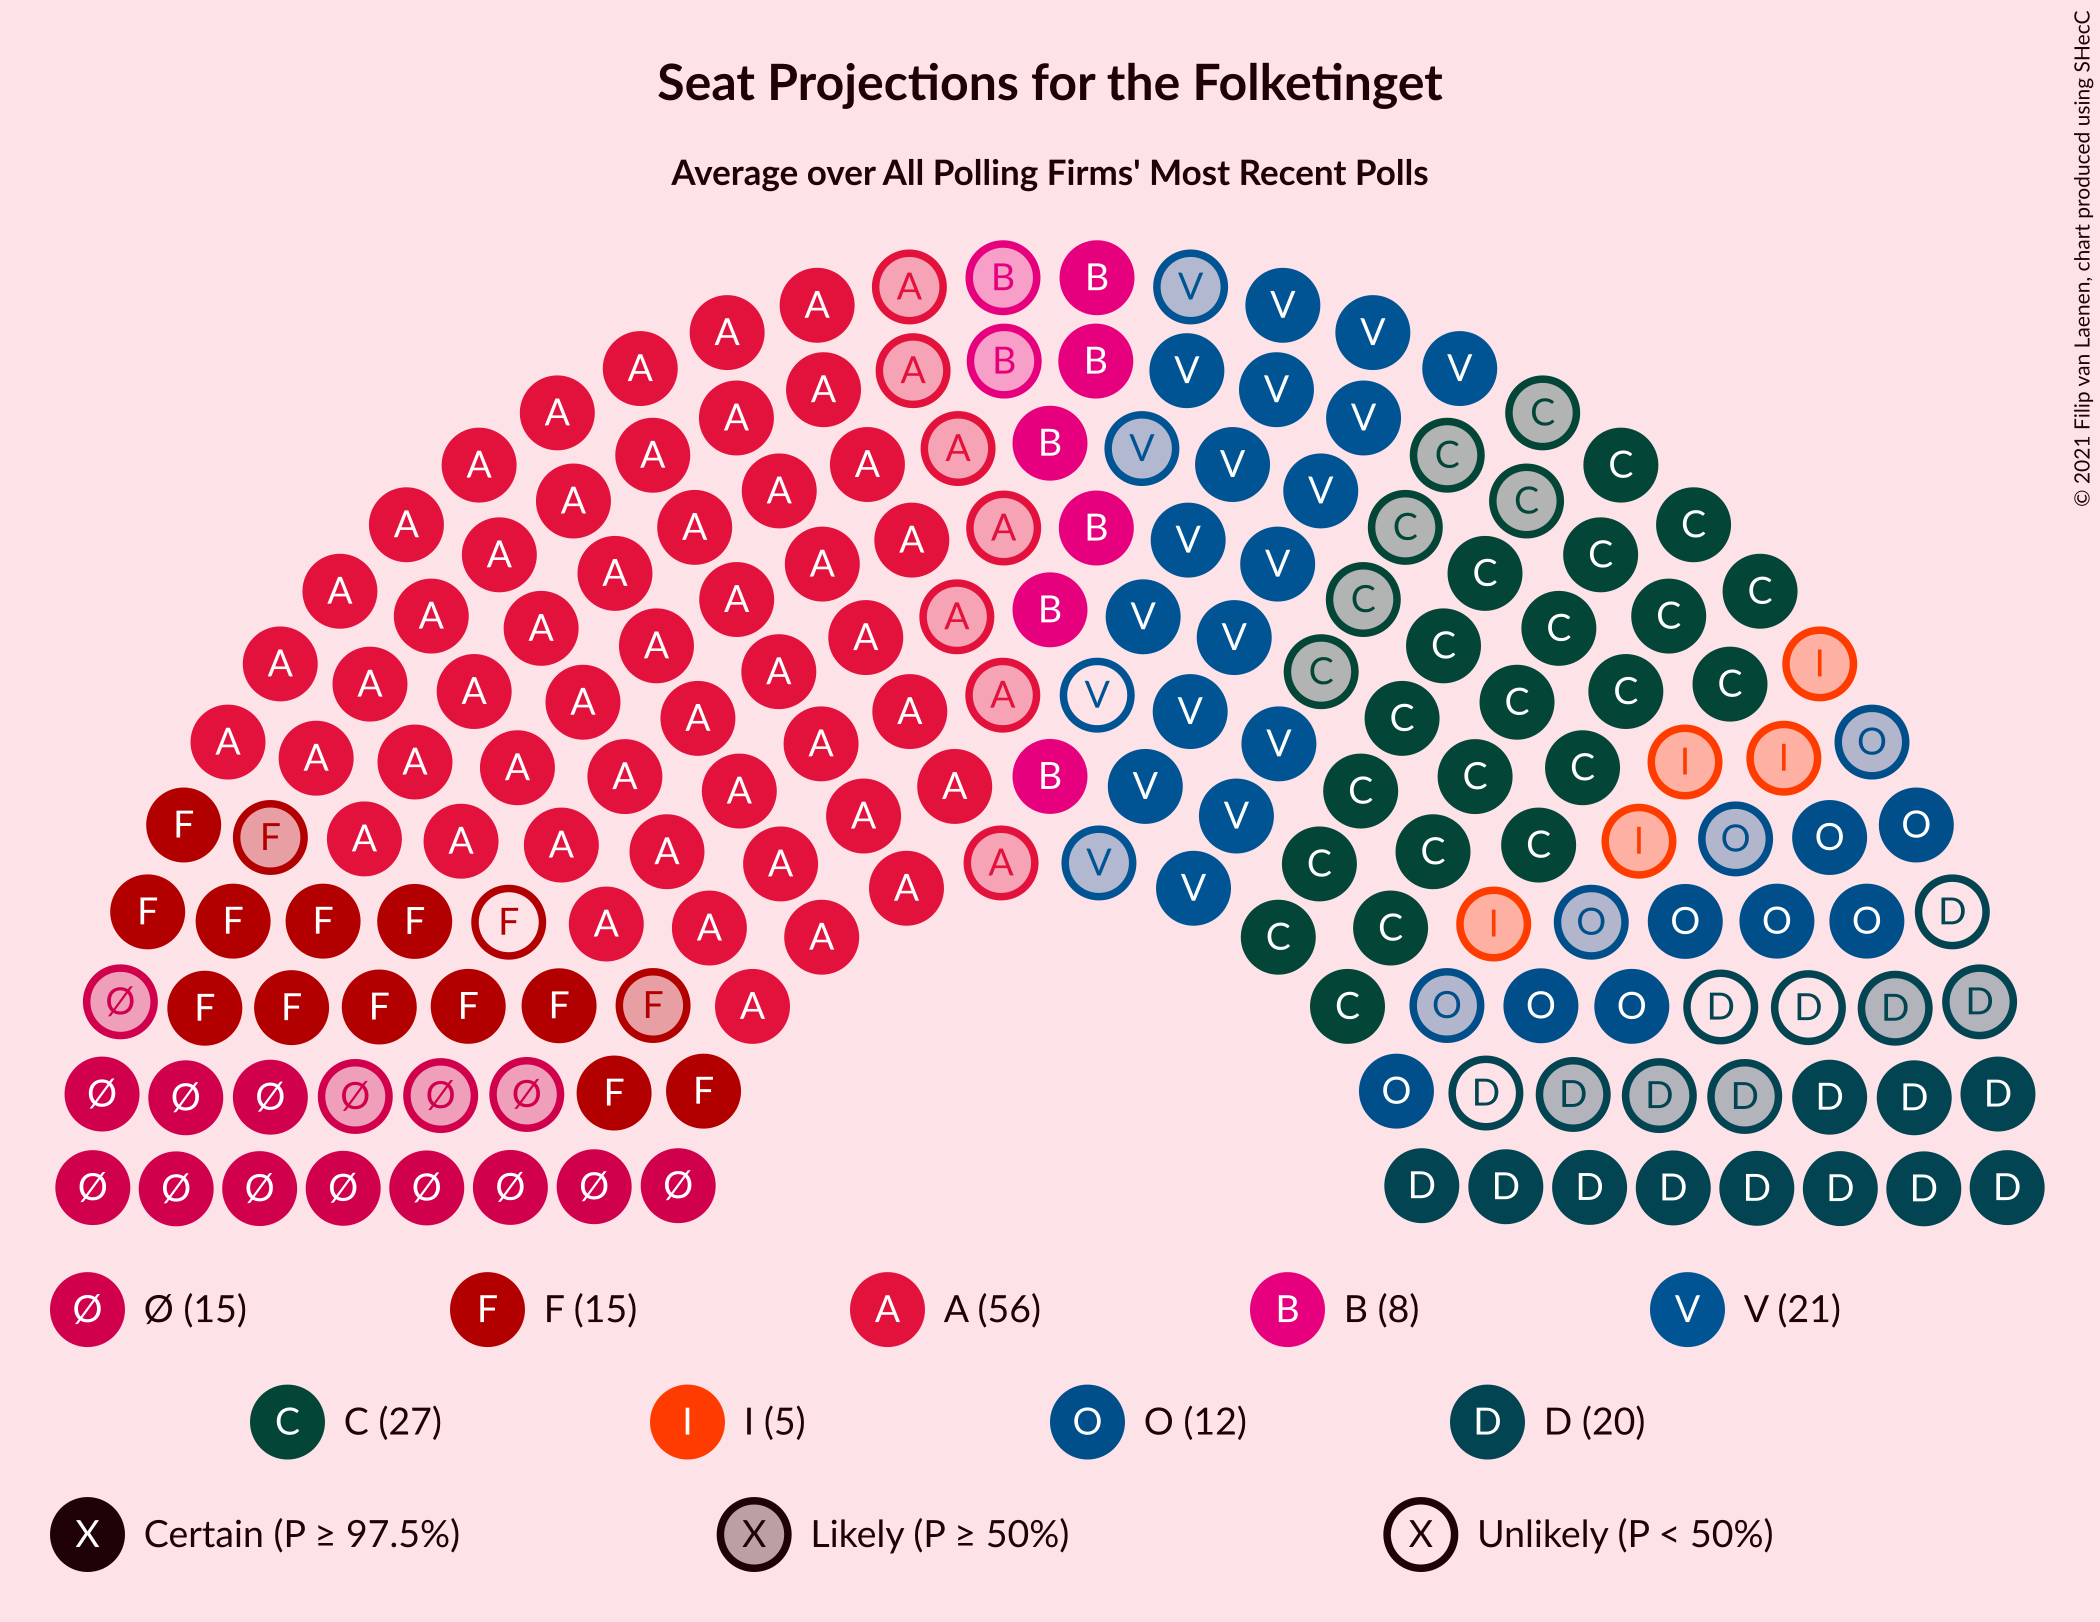 Seat Projections for the Folketinget
Average over All Polling Firms' Most Recent Polls
© 2021 Filip van Laenen, chart produced using SHecC
A A B B V V
A A A B B V V V
A A A V V C
A A A A B V V C C
A A A A A A B V V C C C
A A A A A V C C C C
A A A A A A B V V C C C I
A A A A A A A V V C C C C C
A A A A A A A A B V V C C C I I O
F F A A A A A A A A V V V C C C I O O O
F F F F F A A A C C I O O O O D
Ø F F F F F F A C O O O D D D D
Ø Ø Ø Ø Ø Ø F F O D D D D D D D
Ø Ø Ø Ø Ø Ø Ø Ø D D D D D D D D
Ø Ø (15) F F (15) A A (56) B B (8) V V (21)
C C (27) I I (5) O O (12) D D (20)
X Certain (P ≥ 97.5%) X Likely (P ≥ 50%) X Unlikely (P < 50%)